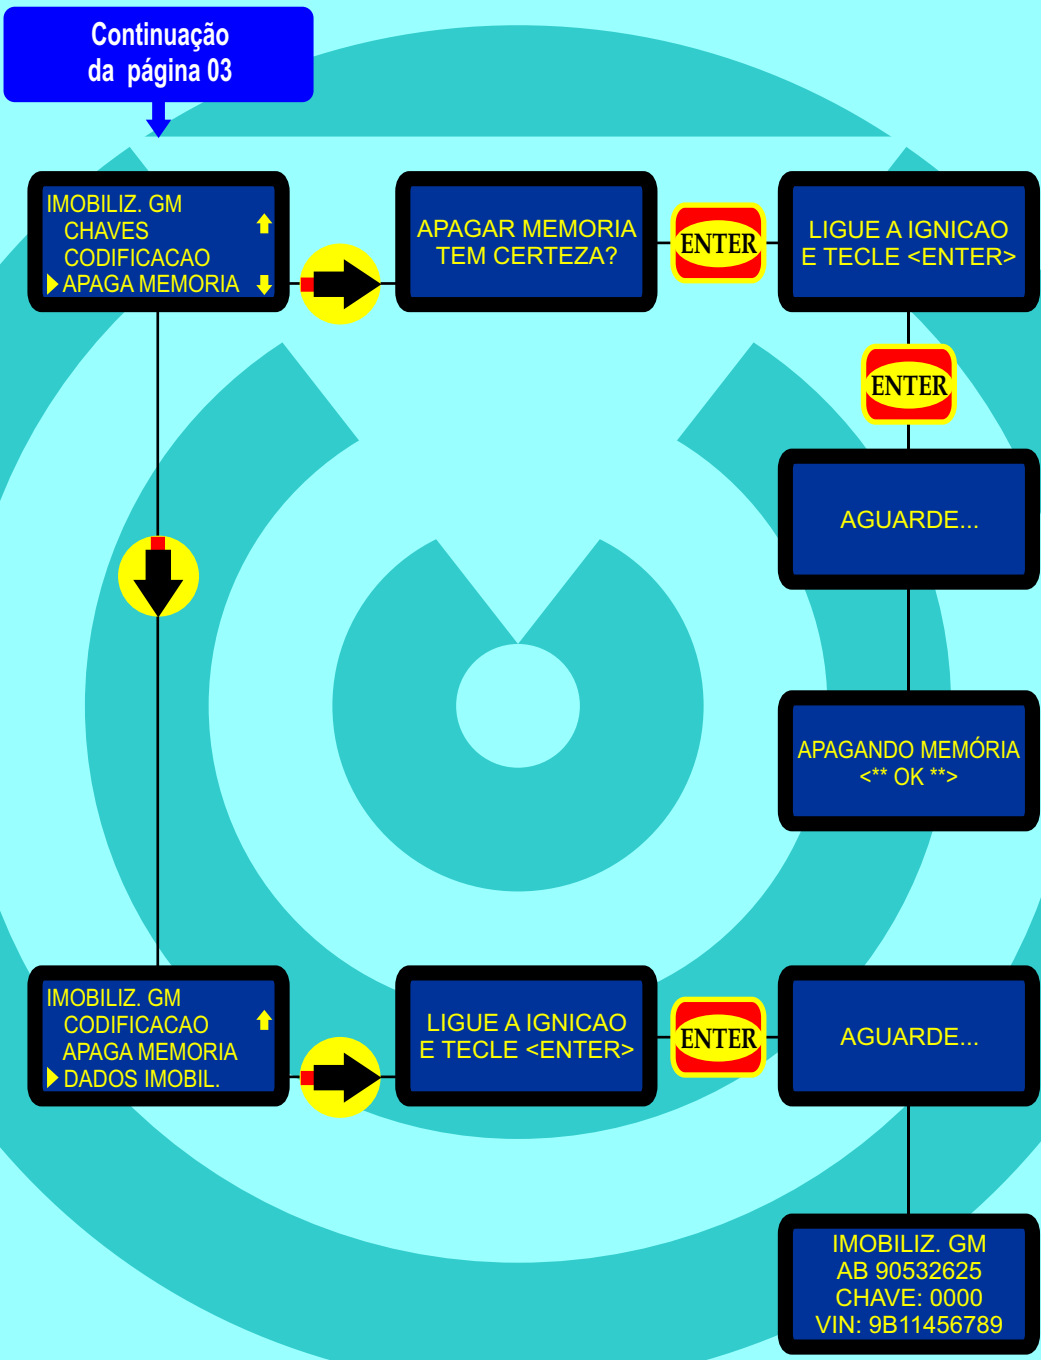 Continuação
da página 03
IMOBILIZ. GM
CHAVES
CODIFICACAO
APAGA MEMORIA
APAGAR MEMORIA
TEM CERTEZA?
ENTER
LIGUE A IGNICAO
E TECLE <ENTER>
ENTER
AGUARDE...
APAGANDO MEMÓRIA
<** OK **>
IMOBILIZ. GM
CODIFICACAO
APAGA MEMORIA
DADOS IMOBIL.
LIGUE A IGNICAO
E TECLE <ENTER>
ENTER
AGUARDE...
IMOBILIZ. GM
AB 90532625
CHAVE: 0000
VIN: 9B11456789